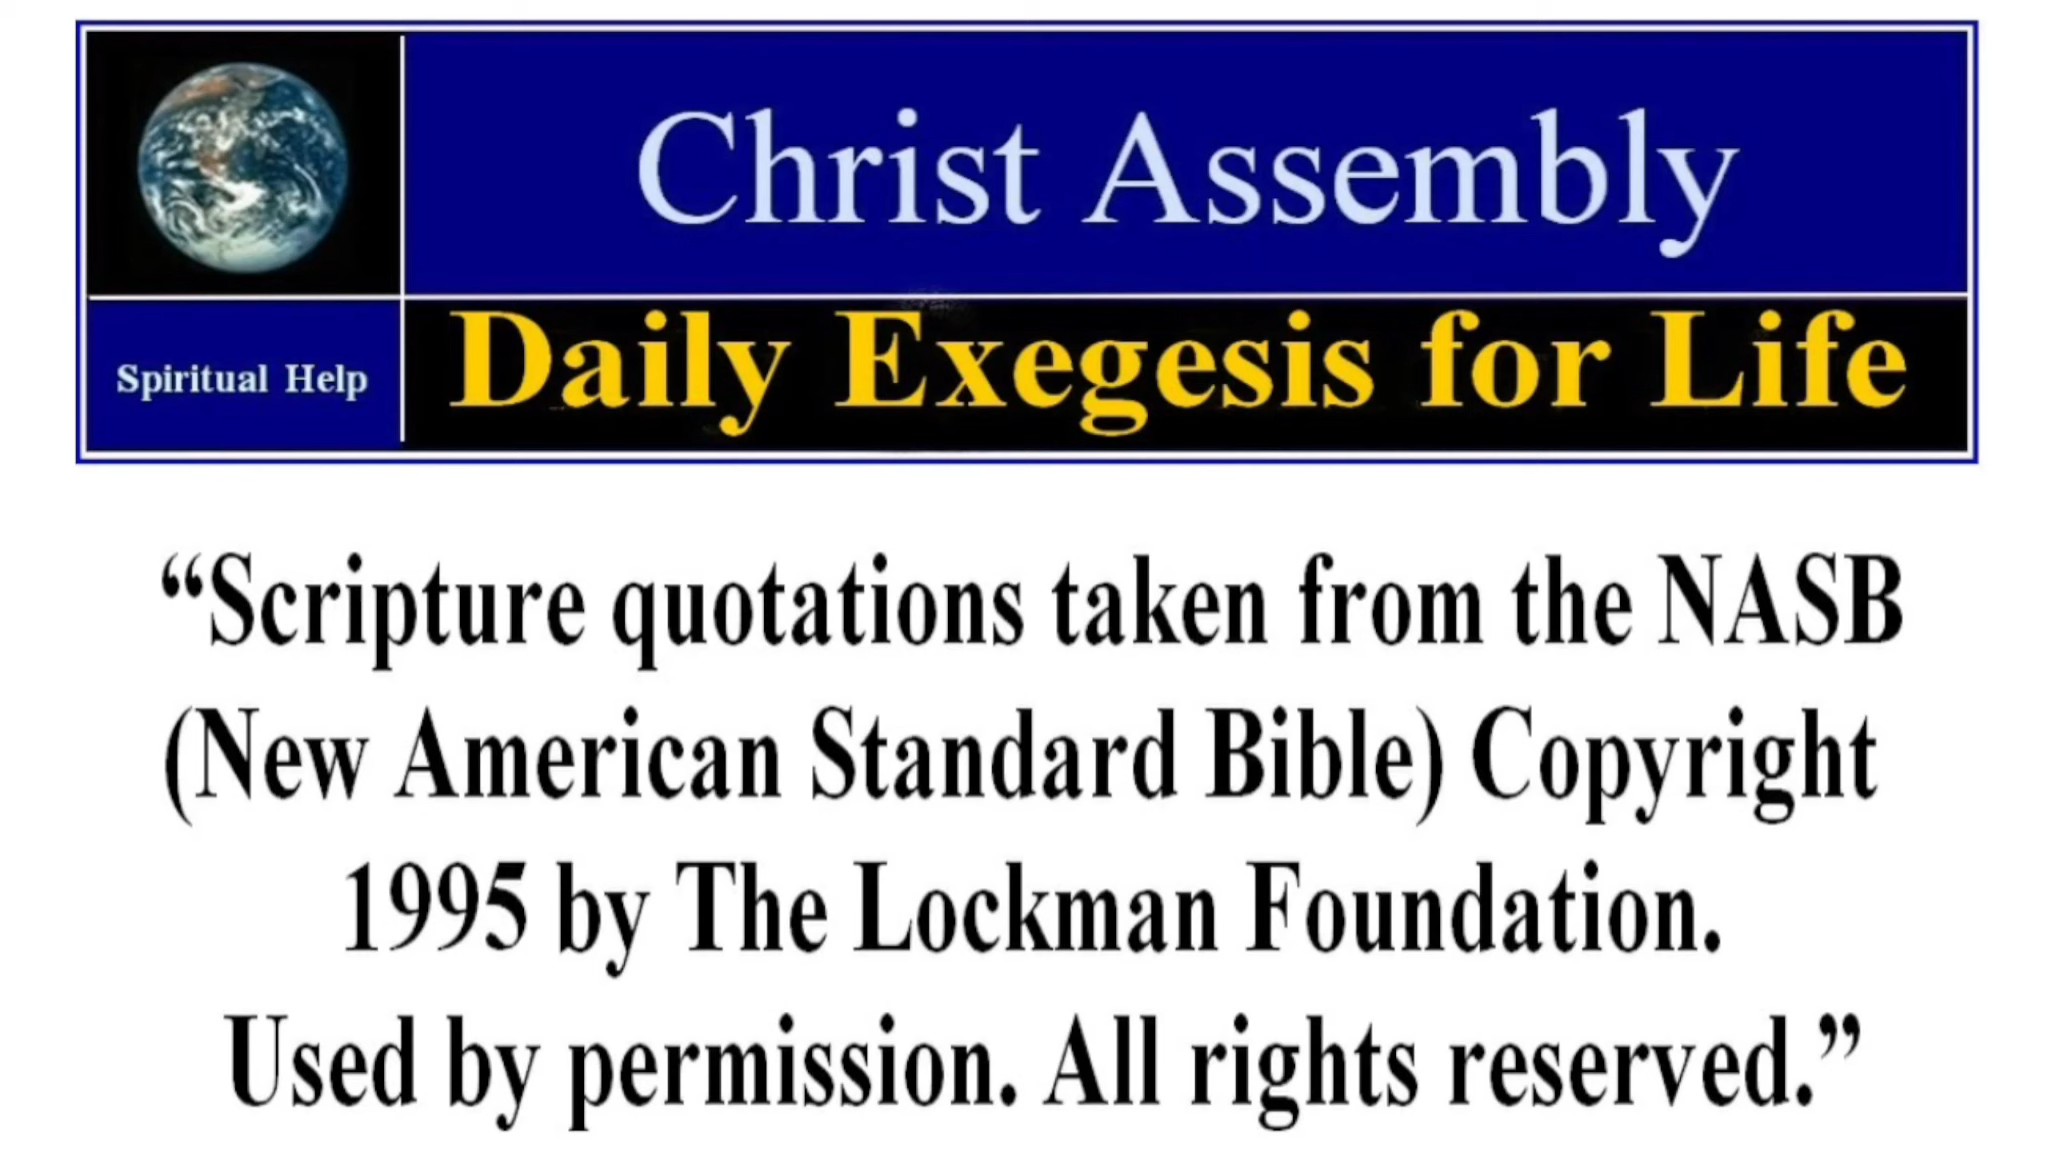 Christ Assembly
Spiritual Help
Daily Exegesis for Life
“Scripture quotations taken from the NASB
(New American Standard Bible) Copyright
1995 by The Lockman Foundation.
Used by permission. All rights reserved.”